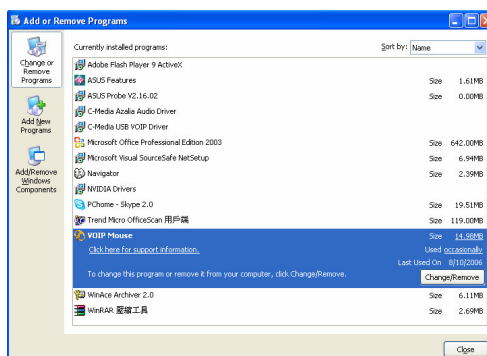 Add or Remove Programs
Change or Remove Programs
Add New Programs
Add/Remove Windows Components
Currently installed programs:
Sort by: Name
Adobe Flash Player 9 ActiveX
ASUS Features Size 1.61MB
ASUS Probe V2.16.02 Size 0.00MB
C-Media Azalia Audio Driver
C-Media USB VOIP Driver
Microsoft Office Professional Edition 2003 Size 642.00MB
Microsoft Visual SourceSafe NetSetup Size 6.94MB
Navigator Size 2.39MB
NVIDIA Drivers
PChome - Skype 2.0 Size 19.51MB
Trend Micro OfficeScan 用戶端 Size 119.00MB
VOIP Mouse Size 14.98MB
Click here for support information. Used occasionally
Last Used On 8/10/2006
To change this program or remove it from your computer, click Change/Remove. Change/Remove
WinAce Archiver 2.0 Size 6.11MB
WinRAR 壓縮工具 Size 2.69MB
Close